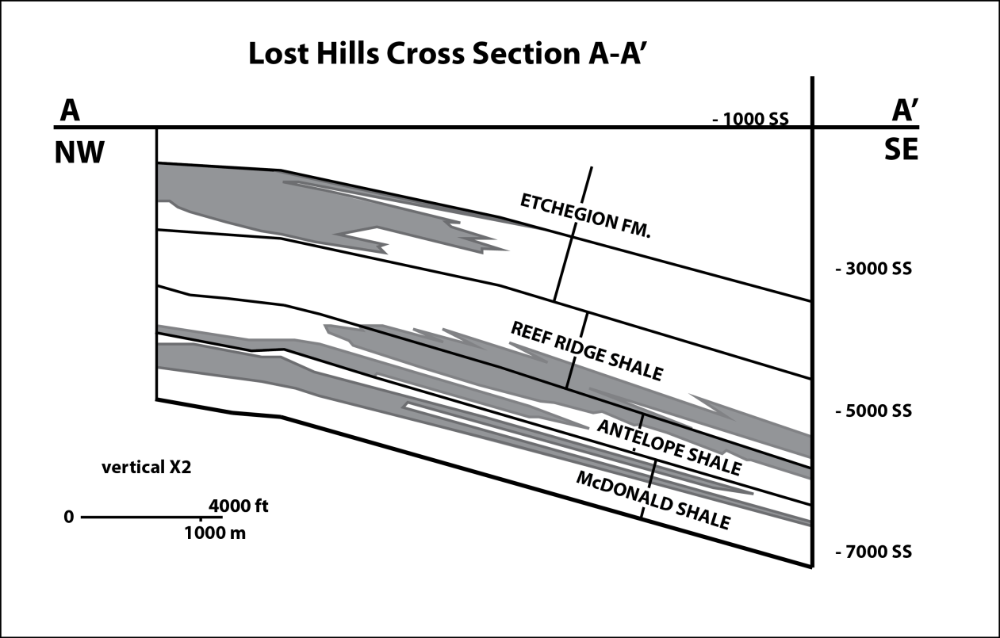 Lost Hills Cross Section A-A’
A
A’
- 1000 SS
NW
SE
ETCHEGION FM.
- 3000 SS
REEF RIDGE SHALE
- 5000 SS
ANTELOPE SHALE
vertical X2
McDONALD SHALE
4000 ft
0
1000 m
- 7000 SS